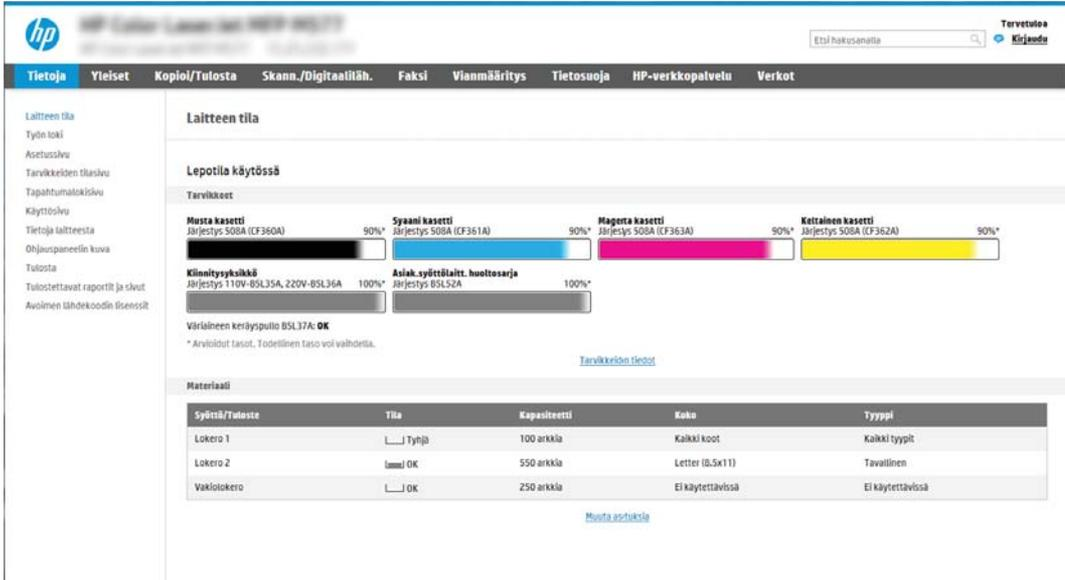 hp
Etsi hakusanalla
Tervetuloa
Kirjaudu
Tietoja Yleiset Kopioi/Tulosta Skann./Digitaaliläh. Faksi Vianmääritys Tietosuoja HP-verkkopalvelu Verkot
Laitteen tila
Työn loki
Asetussivu
Tarvikkeiden tilasivu
Tapahtumalokisivu
Käyttösivu
Tietoja laitteesta
Ohjauspaneelin kuva
Tulosta
Tulostettavat raportit ja sivut
Avoimen lähdekoodin lisenssit
Laitteen tila
Lepotila käytössä
Tarvikkeet
Musta kasetti
Järjestys 508A (CF360A) 90%*
Syaani kasetti
Järjestys 508A (CF361A) 90%*
Magenta kasetti
Järjestys 508A (CF363A) 90%*
Keltainen kasetti
Järjestys 508A (CF362A) 90%*
Kiinnitysyksikkö
Järjestys 110V-B5L35A, 220V-B5L36A 100%*
Asiak.syöttölaitt. huoltosarja
Järjestys B5L52A 100%*
Väriaineen keräyspullo B5L37A: OK
* Arvioidut tasot. Todellinen taso voi vaihdella.
Tarvikkeiden tiedot
Materiaali
Syöttö/Tuloste Tila Kapasiteetti Koko Tyyppi
Lokero 1 Tyhjä 100 arkkia Kaikki koot Kaikki tyypit
Lokero 2 OK 550 arkkia Letter (8.5x11) Tavallinen
Vakiolokero OK 250 arkkia Ei käytettävissä Ei käytettävissä
Muuta asetuksia